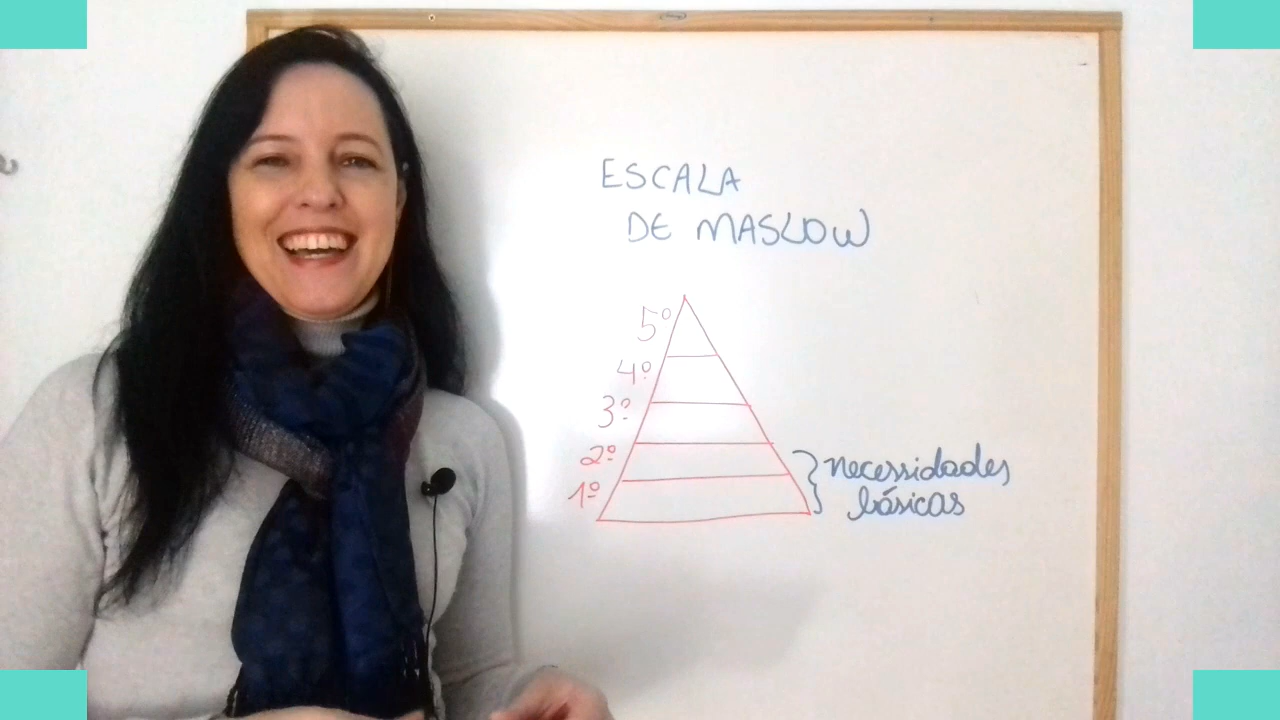 ESCALA
DE MASLOW
5º
4º
3º
2º
1º
necessidades
básicas